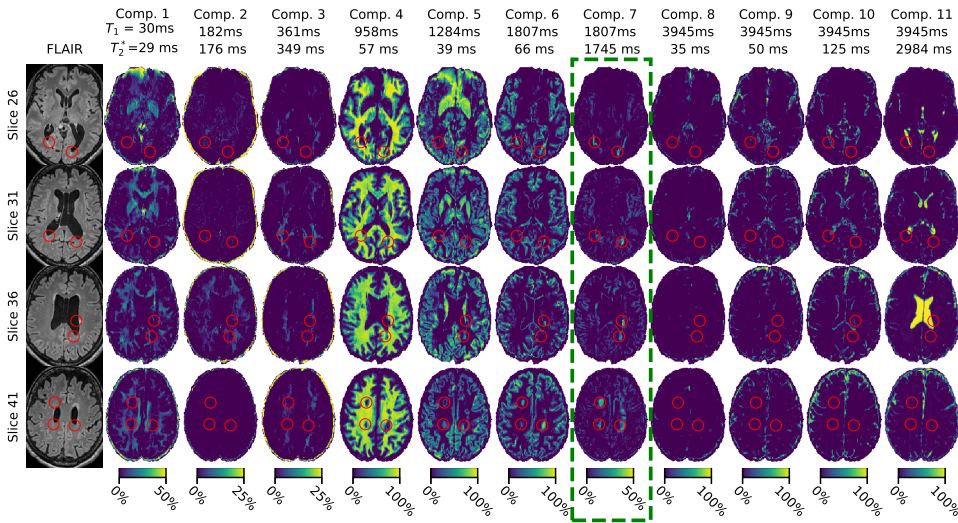 Comp. 1 Comp. 2 Comp. 3 Comp. 4 Comp. 5 Comp. 6 Comp. 7 Comp. 8 Comp. 9 Comp. 10 Comp. 11
T₁ = 30ms 182ms 361ms 958ms 1284ms 1807ms 1807ms 3945ms 3945ms 3945ms 3945ms
FLAIR T₂*=29 ms 176 ms 349 ms 57 ms 39 ms 66 ms 1745 ms 35 ms 50 ms 125 ms 2984 ms
Slice 26
Slice 31
Slice 36
Slice 41
0% 50% 0% 25% 0% 25% 0% 100% 0% 100% 0% 100% 0% 50% 0% 100% 0% 100% 0% 100% 0% 100%